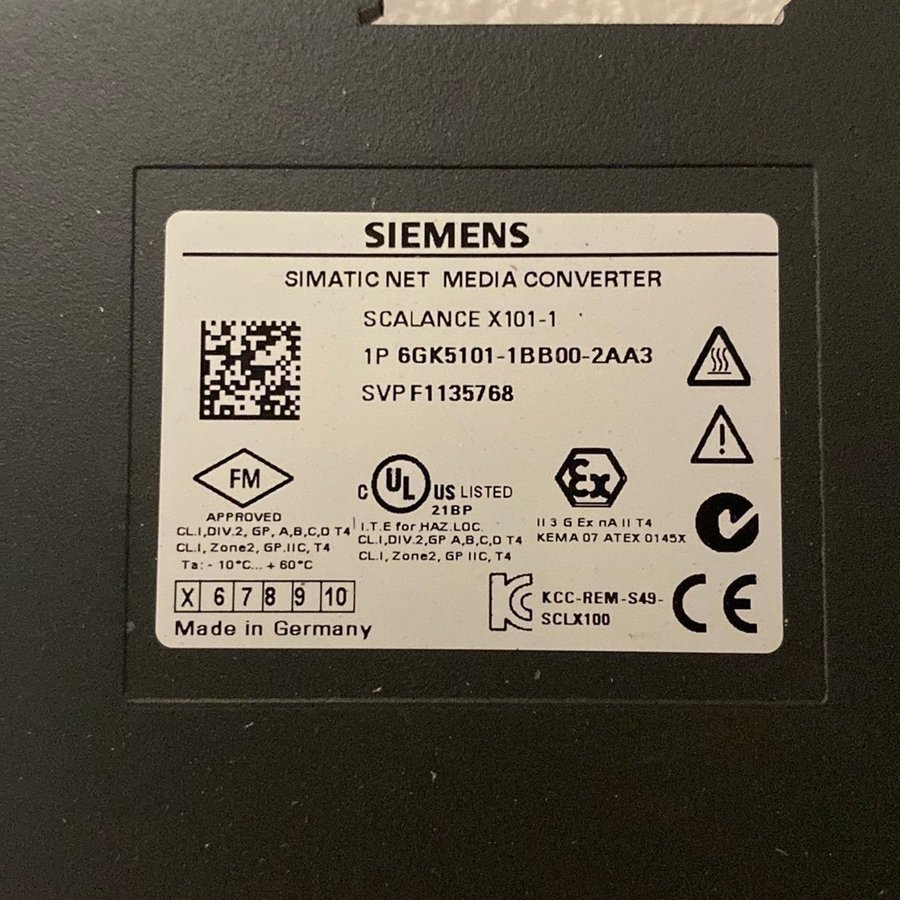 SIEMENS
SIMATIC NET MEDIA CONVERTER
SCALANCE X101-1
1P 6GK5101-1BB00-2AA3
SVP F1135768
FM
APPROVED
CL.I,DIV.2, GP, A,B,C,D T4
CL.I, Zone2, GP.IIC, T4
Ta: - 10°C... + 60°C
C UL US LISTED
21BP
I.T.E for HAZ.LOC.
CL.I,DIV.2,GP A,B,C,D T4
CL.I, Zone2, GP IIC, T4
Ex
II 3 G Ex nA II T4
KEMA 07 ATEX 0145X
X 6 7 8 9 10
Made in Germany
KCC-REM-S49-
SCLX100
CE